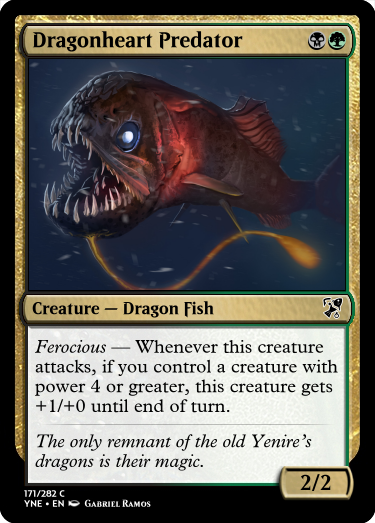 Dragonheart Predator
Creature — Dragon Fish
Ferocious — Whenever this creature
attacks, if you control a creature with
power 4 or greater, this creature gets
+1/+0 until end of turn.
The only remnant of the old Yenire's
dragons is their magic.
2/2
171/282 C
YNE • EN Gabriel Ramos